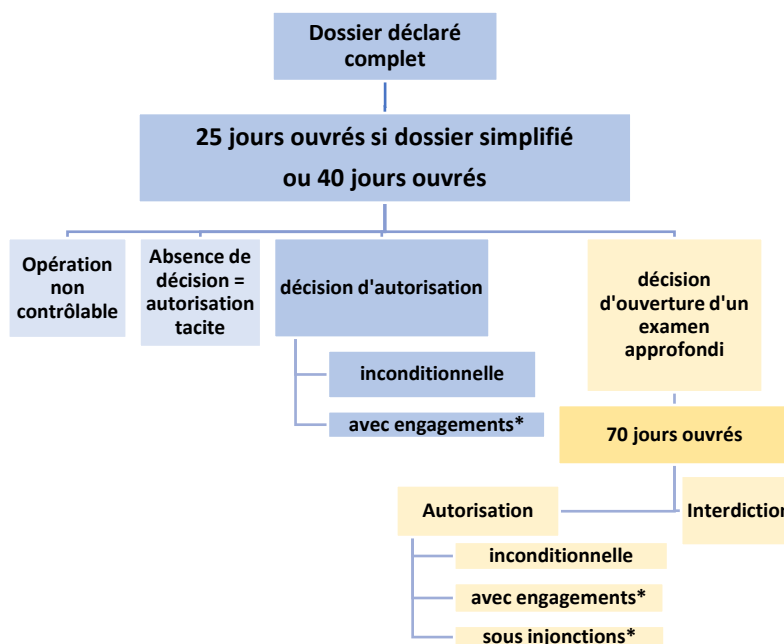 Dossier déclaré
complet
25 jours ouvrés si dossier simplifié
ou 40 jours ouvrés
Opération
non
contrôlable
Absence de
décision =
autorisation
tacite
décision d'autorisation
décision
d'ouverture d'un
examen
approfondi
inconditionnelle
avec engagements*
70 jours ouvrés
Autorisation
Interdiction
inconditionnelle
avec engagements*
sous injonctions*